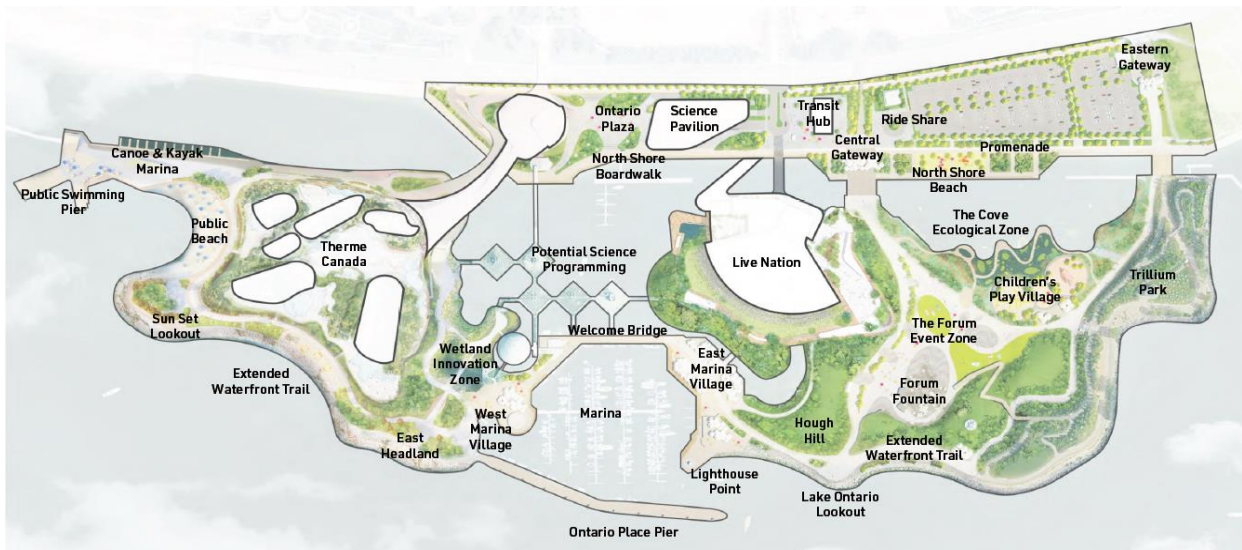 Eastern
Gateway
Ontario
Plaza
Science
Pavilion
Transit
Hub
Ride Share
Central
Gateway
Promenade
Canoe & Kayak
Marina
North Shore
Boardwalk
North Shore
Beach
Public Swimming
Pier
Public
Beach
The Cove
Ecological Zone
Therme
Canada
Potential Science
Programming
Live Nation
Children's
Play Village
Trillium
Park
Sun Set
Lookout
Welcome Bridge
The Forum
Event Zone
Wetland
Innovation
Zone
East
Marina
Village
Extended
Waterfront Trail
Forum
Fountain
West
Marina
Village
Marina
Hough
Hill
East
Headland
Extended
Waterfront Trail
Lighthouse
Point
Lake Ontario
Lookout
Ontario Place Pier